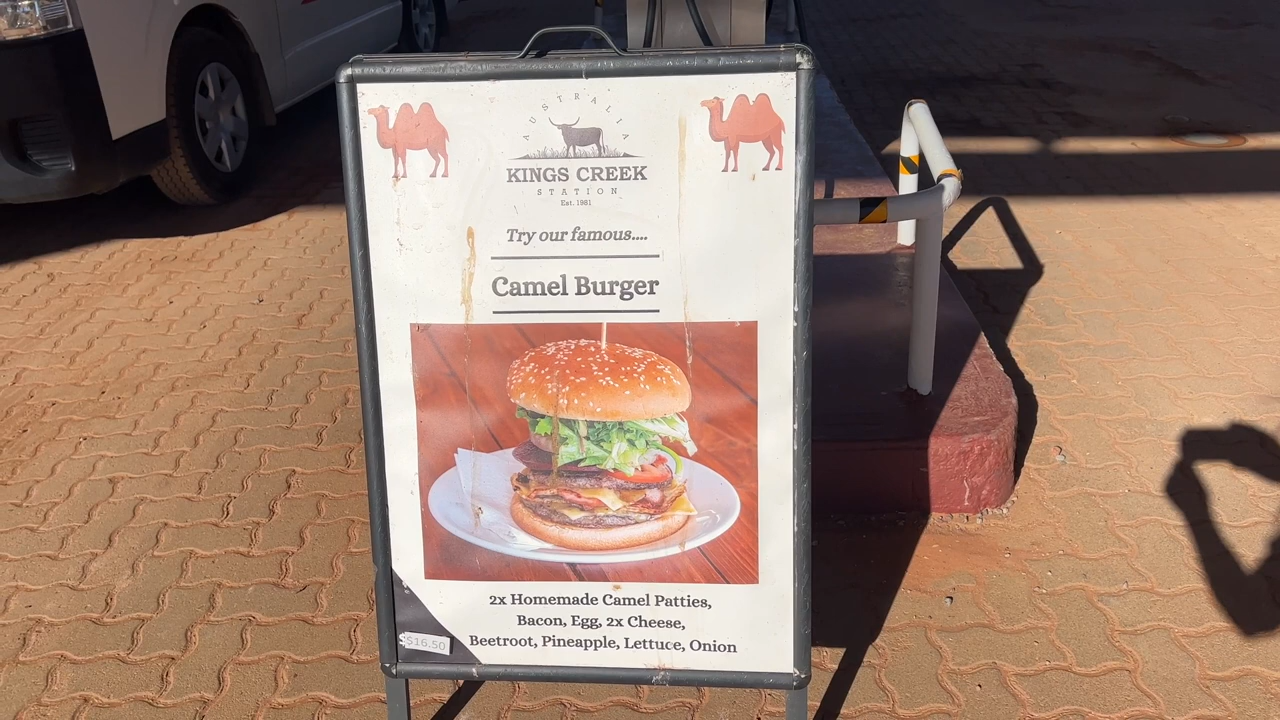 AUSTRALIA
KINGS CREEK
STATION
Est. 1981
Try our famous....
Camel Burger
2x Homemade Camel Patties,
Bacon, Egg, 2x Cheese,
Beetroot, Pineapple, Lettuce, Onion
$16.50